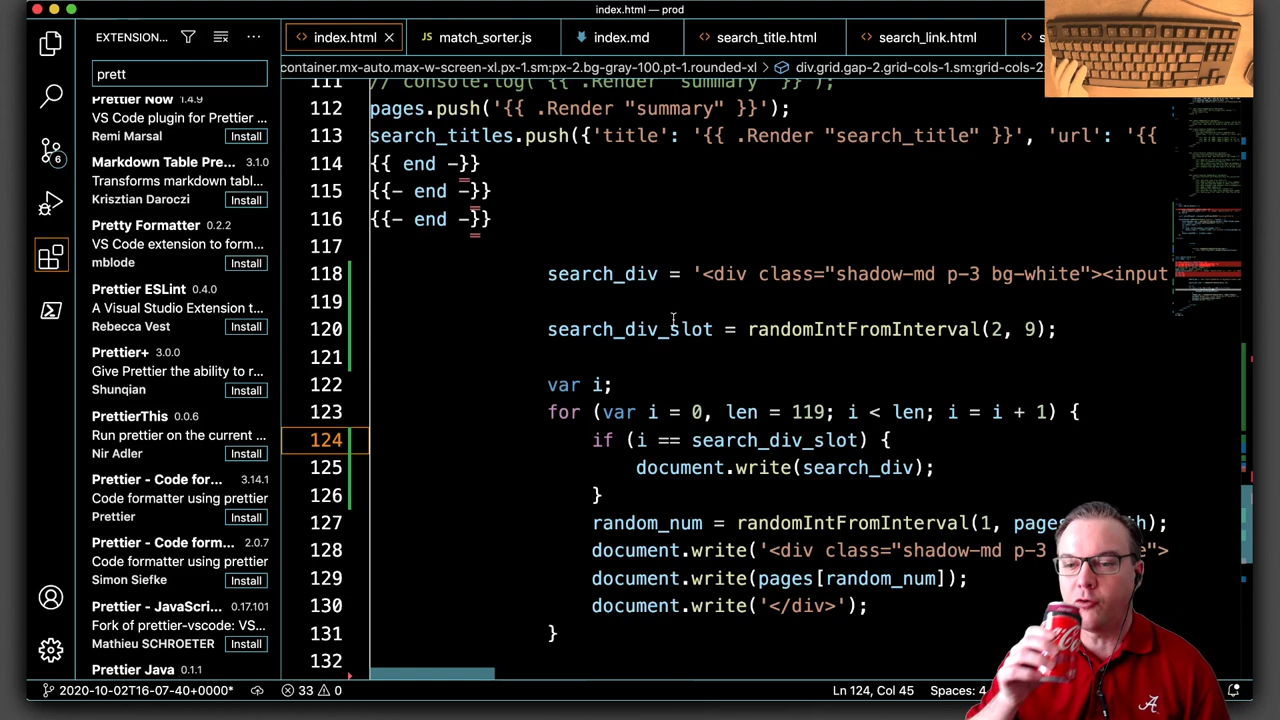 index.html — prod
EXTENSION...
prett
Prettier Now 1.4.9
VS Code plugin for Prettier ...
Remi Marsal Install
Markdown Table Pre... 3.1.0
Transforms markdown tabl...
Krisztian Daroczi Install
Pretty Formatter 0.2.2
VS Code extension to form...
mblode Install
Pretty ESLint 0.4.0
A Visual Studio Extension t...
Rebecca Vest Install
Prettier+ 3.0.0
Give Prettier the ability to r...
Shunqian Install
PrettierThis 0.0.6
Run prettier on the current ...
Nir Adler Install
Prettier - Code for... 3.14.1
Code formatter using prettier
Prettier Install
Prettier - Code form... 2.0.7
Code formatter using prettier
Simon Siefke Install
Prettier - JavaScri... 0.17.101
Fork of prettier-vscode: VS...
Mathieu SCHROETER Install
Prettier Java 0.1.1
6
index.html JS match_sorter.js index.md search_title.html search_link.html
container.mx-auto.max-w-screen-xl.px-1.sm:px-2.bg-gray-100.pt-1.rounded-xl > div.grid.gap-2.grid-cols-1.sm:grid-cols-2
111 // console.log('{{ .Render "summary" }}');
112 pages.push('{{ .Render "summary" }}');
113 search_titles.push({'title': '{{ .Render "search_title" }}', 'url': '{{
114 {{ end -}}
115 {{- end -}}
116 {{- end -}}
117
118 search_div = '<div class="shadow-md p-3 bg-white"><input
119
120 search_div_slot = randomIntFromInterval(2, 9);
121
122 var i;
123 for (var i = 0, len = 119; i < len; i = i + 1) {
124 if (i == search_div_slot) {
125 document.write(search_div);
126 }
127 random_num = randomIntFromInterval(1, h);
128 document.write('<div class="shadow-md p-3 ">
129 document.write(pages[random_num]);
130 document.write('</div>');
131 }
132
2020-10-02T16-07-40+0000* 33 0 Ln 124, Col 45 Spaces: 4
A